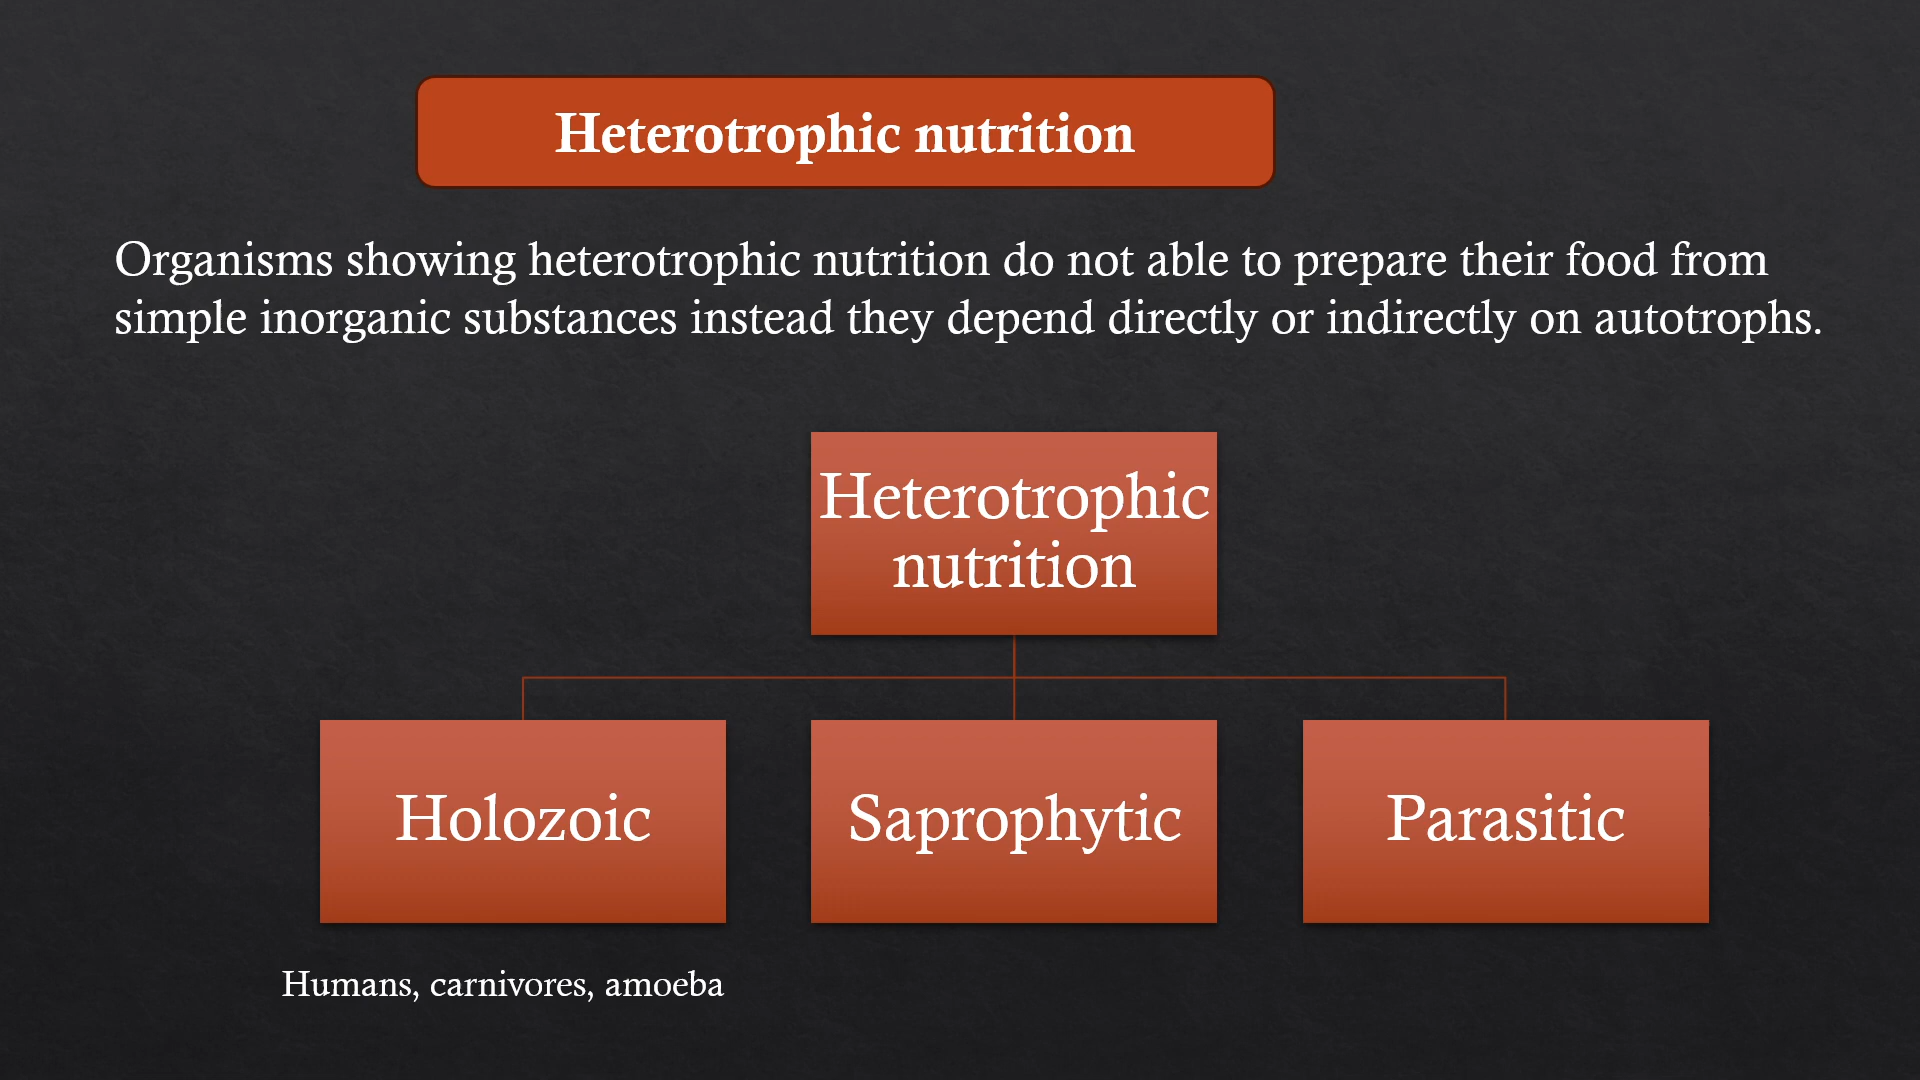 Heterotrophic nutrition
Organisms showing heterotrophic nutrition do not able to prepare their food from
simple inorganic substances instead they depend directly or indirectly on autotrophs.
Heterotrophic
nutrition
Holozoic
Saprophytic
Parasitic
Humans, carnivores, amoeba